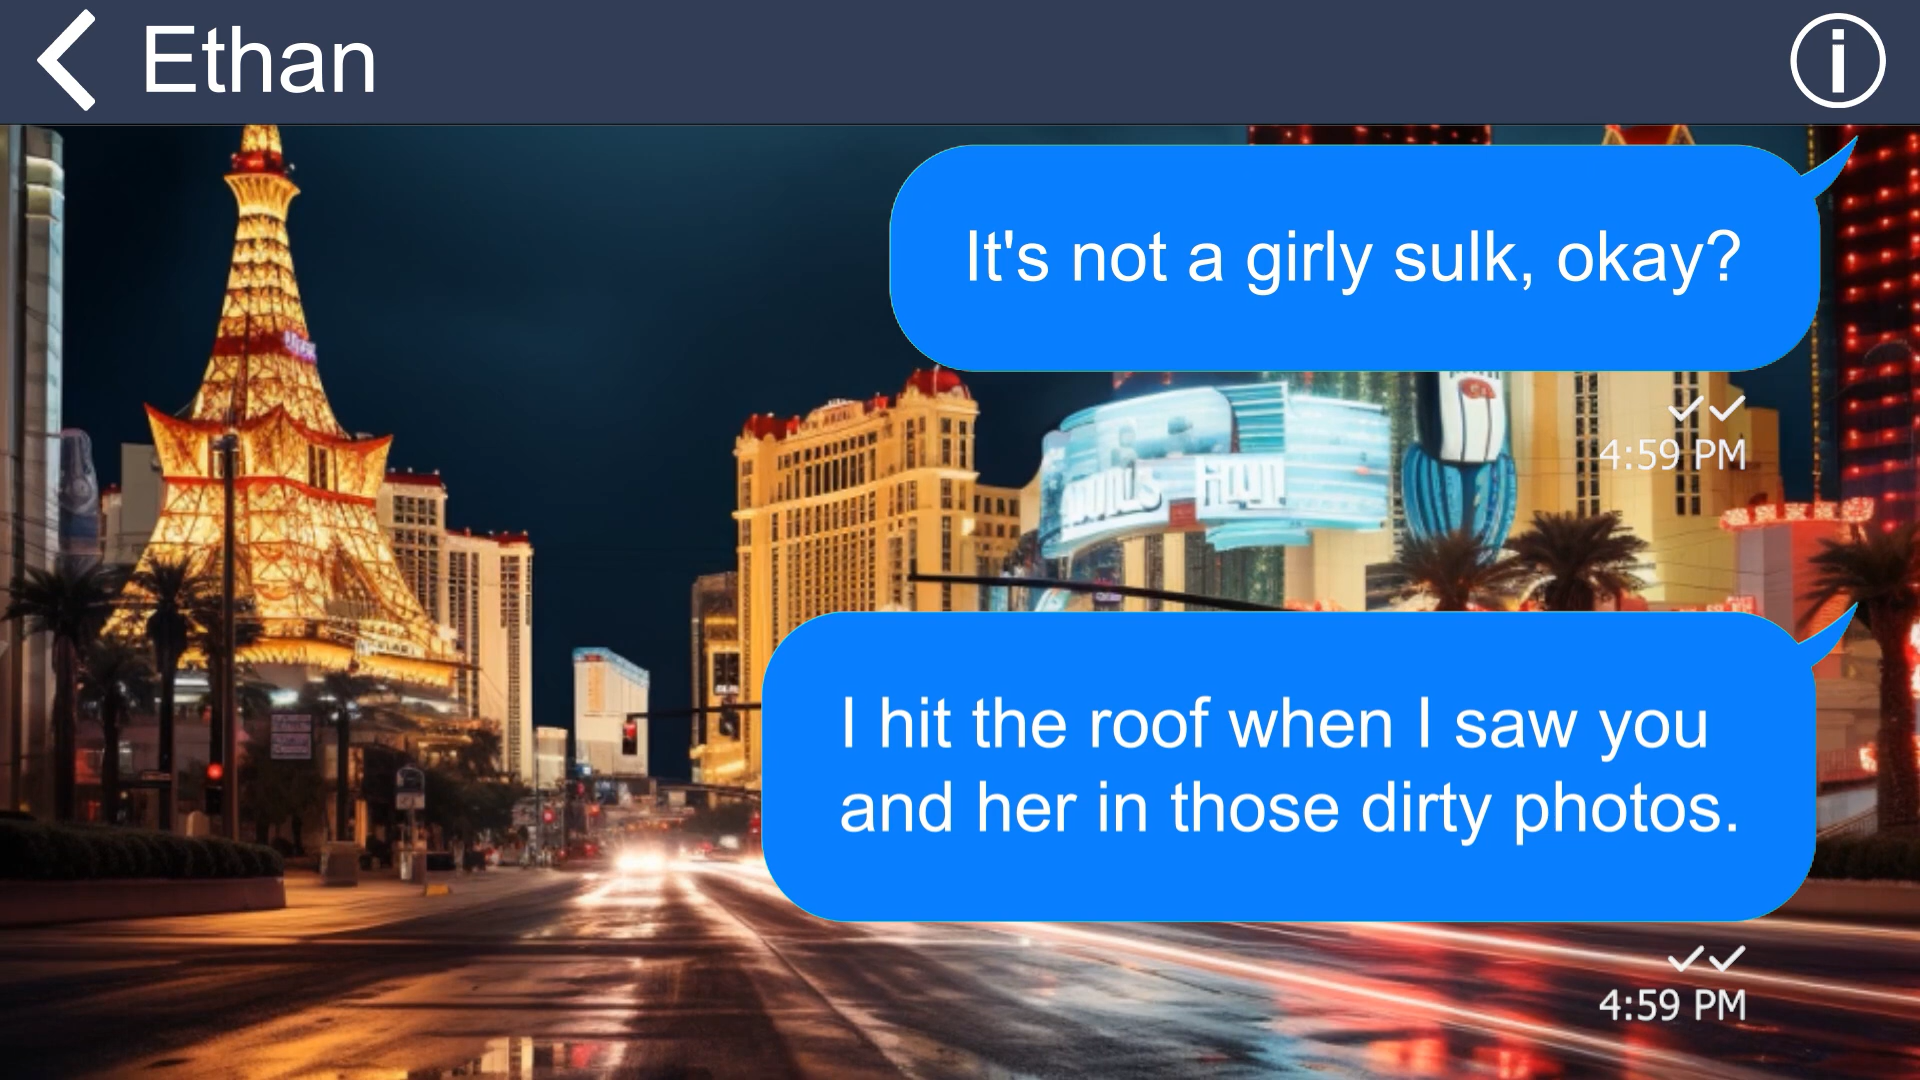 Ethan
It's not a girly sulk, okay?
4:59 PM
I hit the roof when I saw you
and her in those dirty photos.
4:59 PM